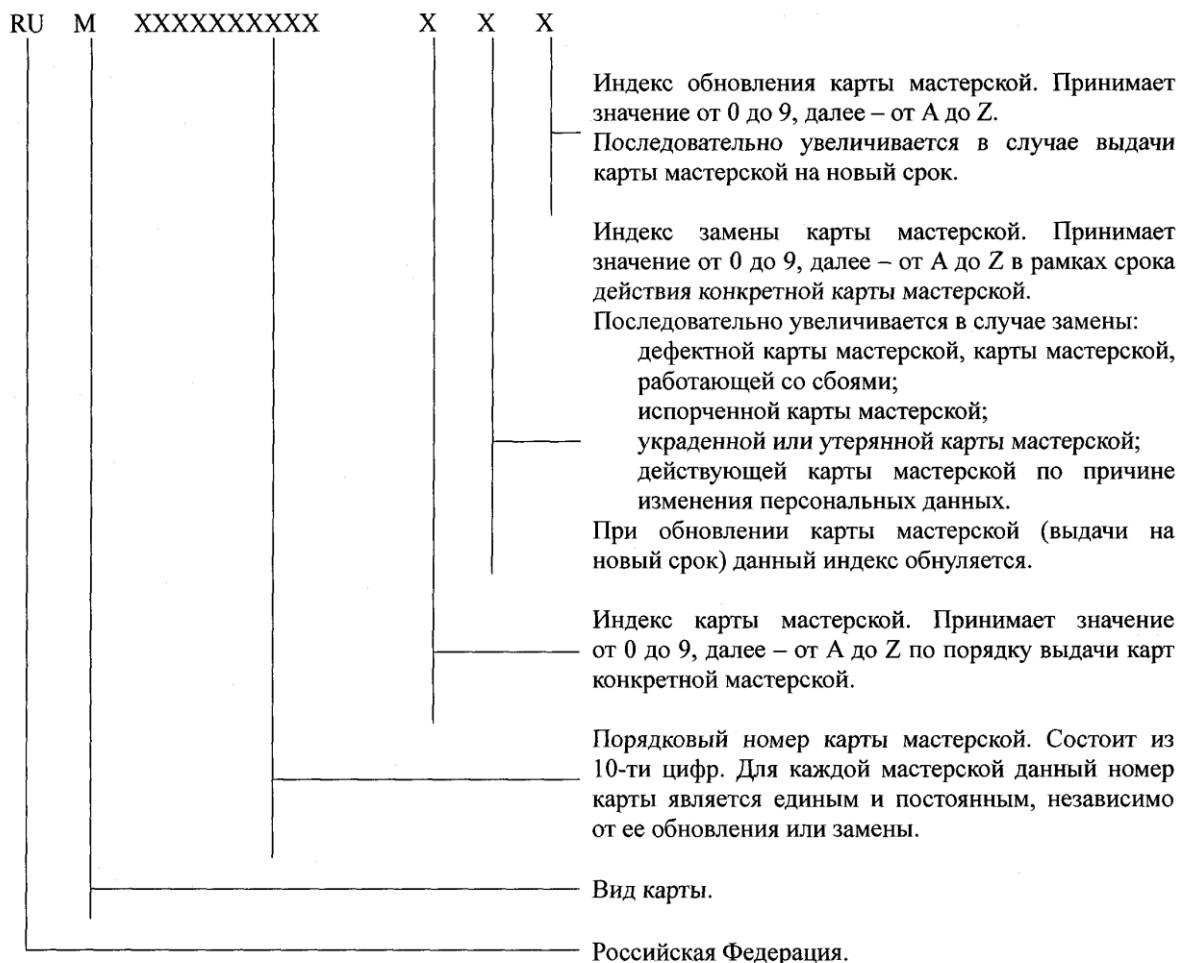 RU M XXXXXXXXXX X X X
Индекс обновления карты мастерской. Принимает
значение от 0 до 9, далее – от A до Z.
Последовательно увеличивается в случае выдачи
карты мастерской на новый срок.
Индекс замены карты мастерской. Принимает
значение от 0 до 9, далее – от A до Z в рамках срока
действия конкретной карты мастерской.
Последовательно увеличивается в случае замены:
дефектной карты мастерской, карты мастерской,
работающей со сбоями;
испорченной карты мастерской;
украденной или утерянной карты мастерской;
действующей карты мастерской по причине
изменения персональных данных.
При обновлении карты мастерской (выдачи на
новый срок) данный индекс обнуляется.
Индекс карты мастерской. Принимает значение
от 0 до 9, далее – от A до Z по порядку выдачи карт
конкретной мастерской.
Порядковый номер карты мастерской. Состоит из
10-ти цифр. Для каждой мастерской данный номер
карты является единым и постоянным, независимо
от ее обновления или замены.
Вид карты.
Российская Федерация.